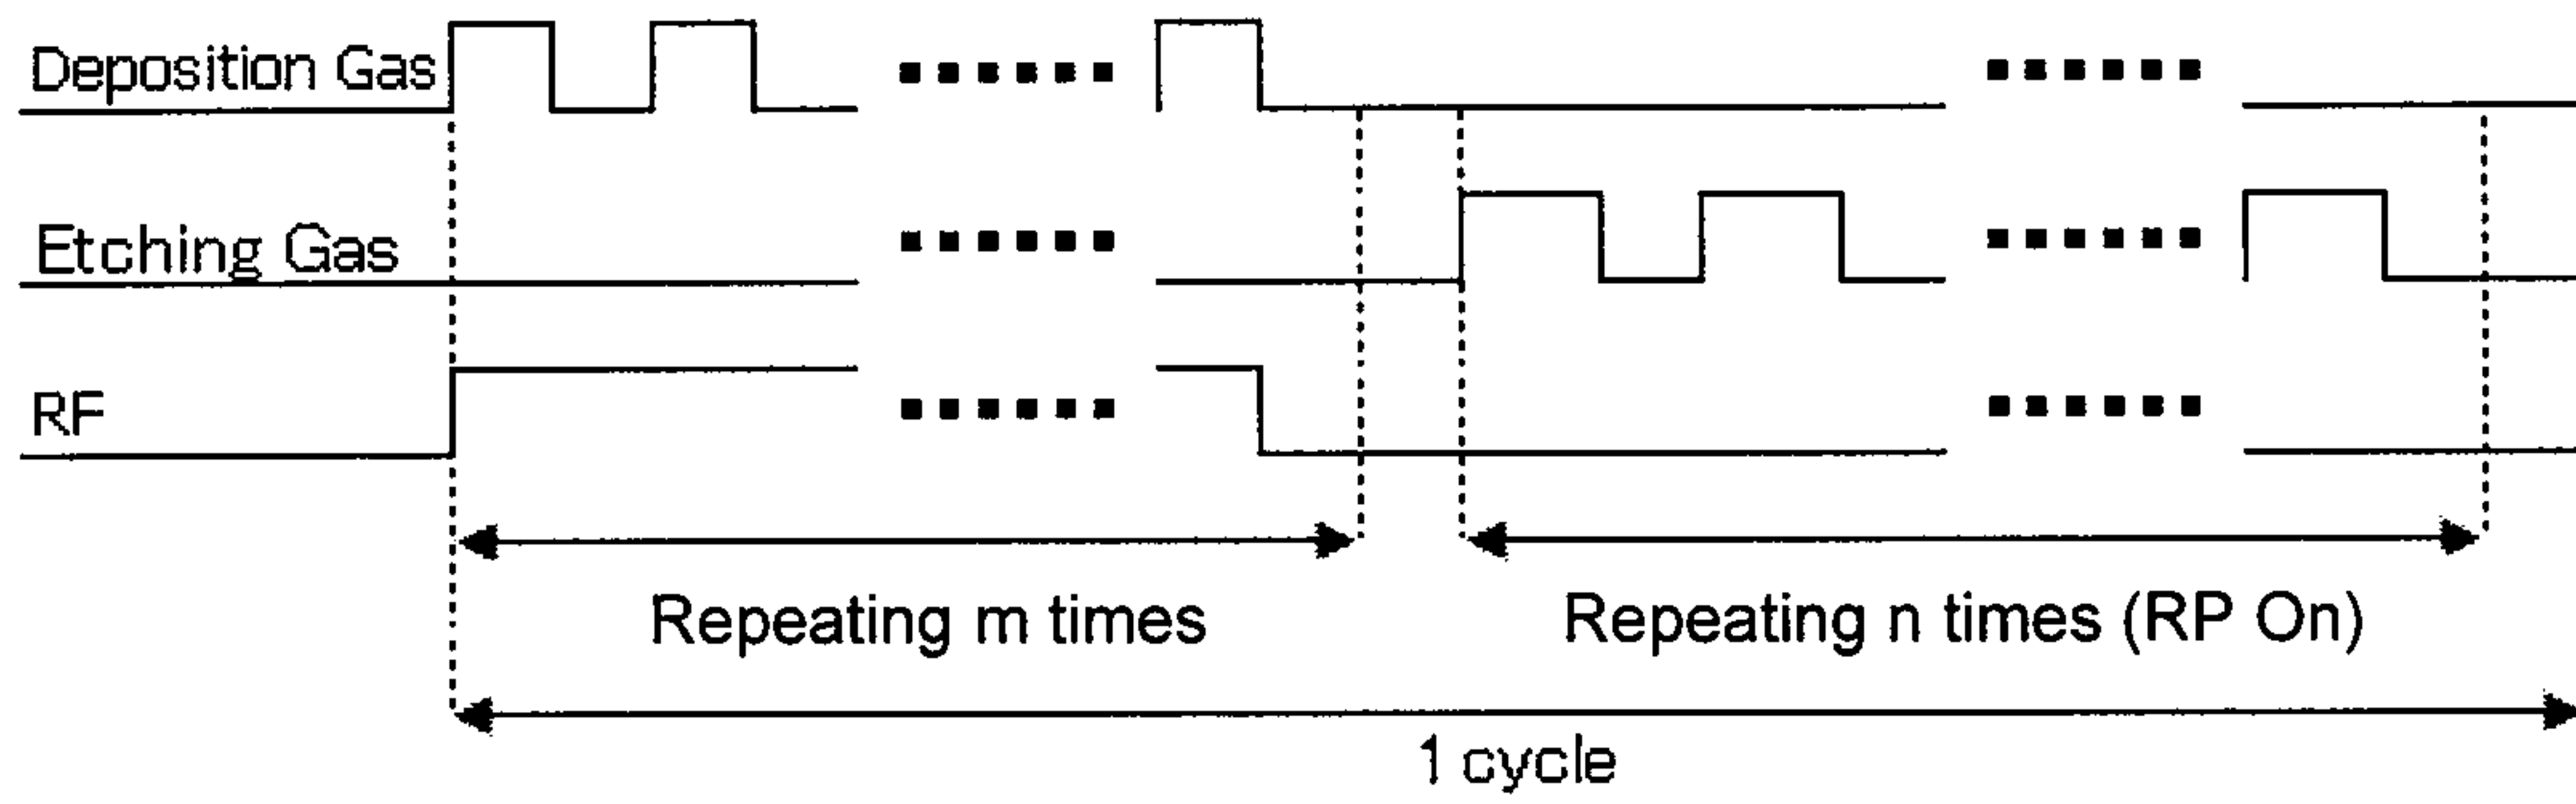 Deposition Gas
Etching Gas
RF
Repeating m times
Repeating n times (RP On)
1 cycle